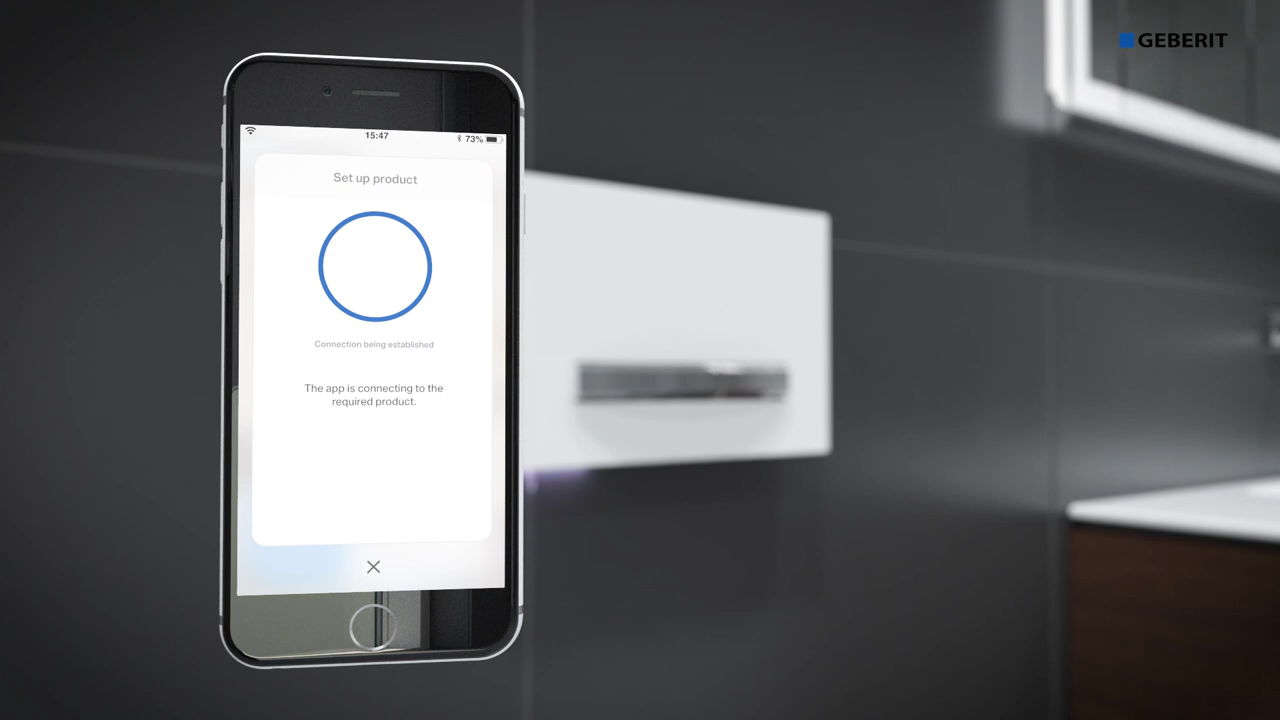 GEBERIT
15:47
73%
Set up product
Connection being established
The app is connecting to the
required product.